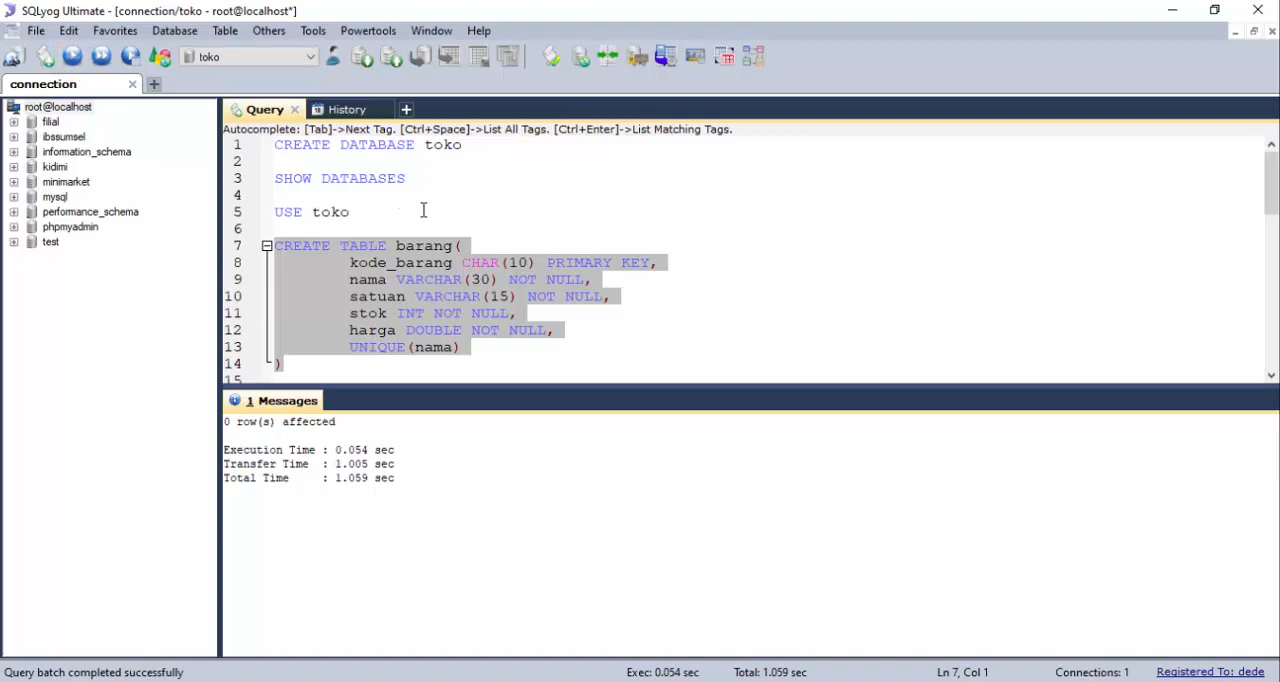 SQLyog Ultimate - [connection/toko - root@localhost*]
File Edit Favorites Database Table Others Tools Powertools Window Help
toko
connection
root@localhost
filial
ibssumsel
information_schema
kidimi
minimarket
mysql
performance_schema
phpmyadmin
test
Query History
Autocomplete: [Tab]->Next Tag. [Ctrl+Space]->List All Tags. [Ctrl+Enter]->List Matching Tags.
1 CREATE DATABASE toko
2
3 SHOW DATABASES
4
5 USE toko
6
7 CREATE TABLE barang(
8 kode_barang CHAR(10) PRIMARY KEY,
9 nama VARCHAR(30) NOT NULL,
10 satuan VARCHAR(15) NOT NULL,
11 stok INT NOT NULL,
12 harga DOUBLE NOT NULL,
13 UNIQUE(nama)
14 )
15
1 Messages
0 row(s) affected
Execution Time : 0.054 sec
Transfer Time : 1.005 sec
Total Time : 1.059 sec
Query batch completed successfully Exec: 0.054 sec Total: 1.059 sec Ln 7, Col 1 Connections: 1 Registered To: dede